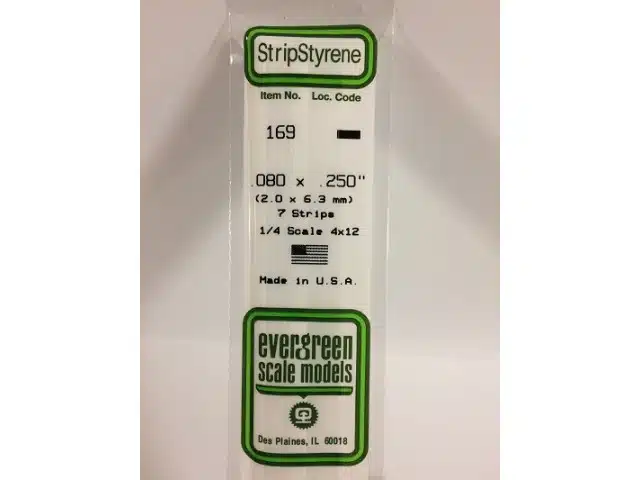 StripStyrene
Item No. Loc. Code
169
.080 x .250"
(2.0 x 6.3 mm)
7 Strips
1/4 Scale 4x12
Made in U.S.A.
evergreen
scale models
Des Plaines, IL 60018